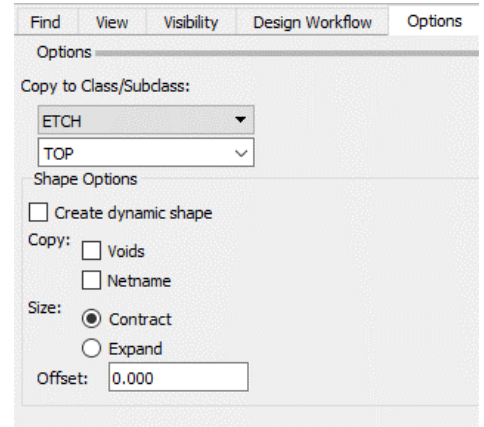 Find View Visibility Design Workflow Options
Options
Copy to Class/Subclass:
ETCH
TOP
Shape Options
Create dynamic shape
Copy: Voids
Netname
Size: Contract
Expand
Offset: 0.000